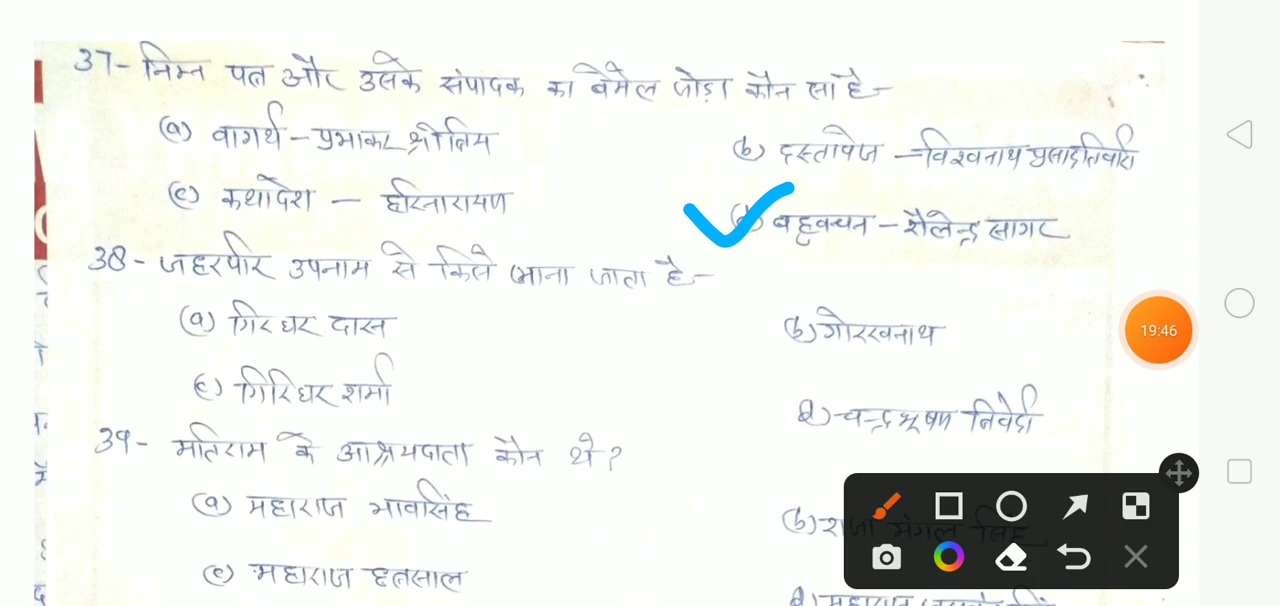 37- निम्न पत्र और उसके संपादक का बेमेल जोड़ा कौन सा है-
(a) वागर्थ - प्रभाकर श्रोत्रिय
(b) दस्तावेज - विश्वनाथ प्रसाद तिवारी
(c) कथादेश - हरिनारायण
(d) बहुवचन - शैलेन्द्र सागर
38- जहरपीर उपनाम से किसे जाना जाता है-
(a) गिरधर दास
(b) गोरखनाथ
(c) गिरिधर शर्मा
(d) चन्द्रभूषण त्रिवेदी
19:46
39- मतिराम के आश्रयदाता कौन थे?
(a) महाराज भावसिंह
(b) राजा मंगल सिंह
(c) महाराज छत्रसाल
(d) महाराज